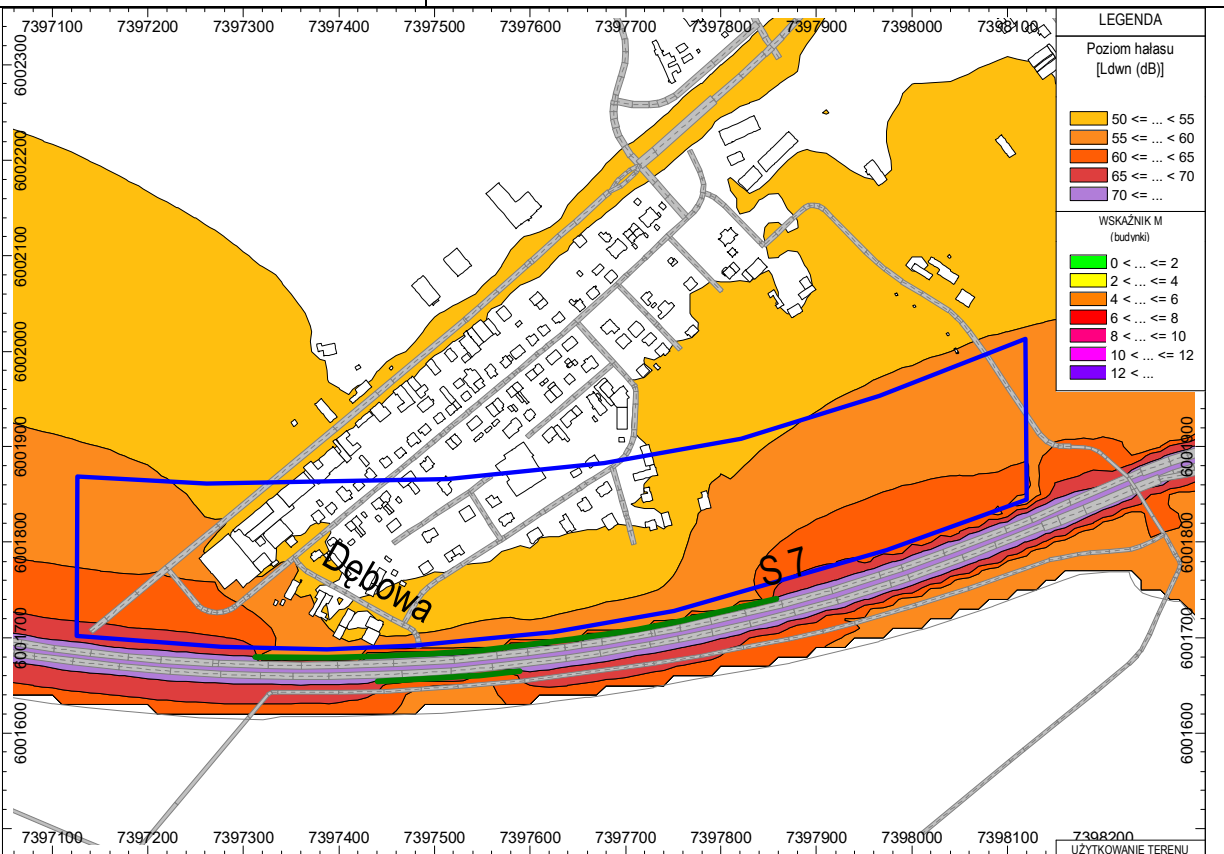 7397100 7397200 7397300 7397400 7397500 7397600 7397700 7397800 7397900 7398000 7398100
LEGENDA
Poziom hałasu
[Ldwn (dB)]
50 <= ... < 55
55 <= ... < 60
60 <= ... < 65
65 <= ... < 70
70 <= ...
WSKAŹNIK M
(budynki)
0 < ... <= 2
2 < ... <= 4
4 < ... <= 6
6 < ... <= 8
8 < ... <= 10
10 < ... <= 12
12 < ...
6002300
6002200
6002100
6002000
6001900
6001800
6001700
6001600
6001900
6001800
6001700
6001600
Dębowa
S 7
7397100 7397200 7397300 7397400 7397500 7397600 7397700 7397800 7397900 7398000 7398100 7398200
UŻYTKOWANIE TERENU